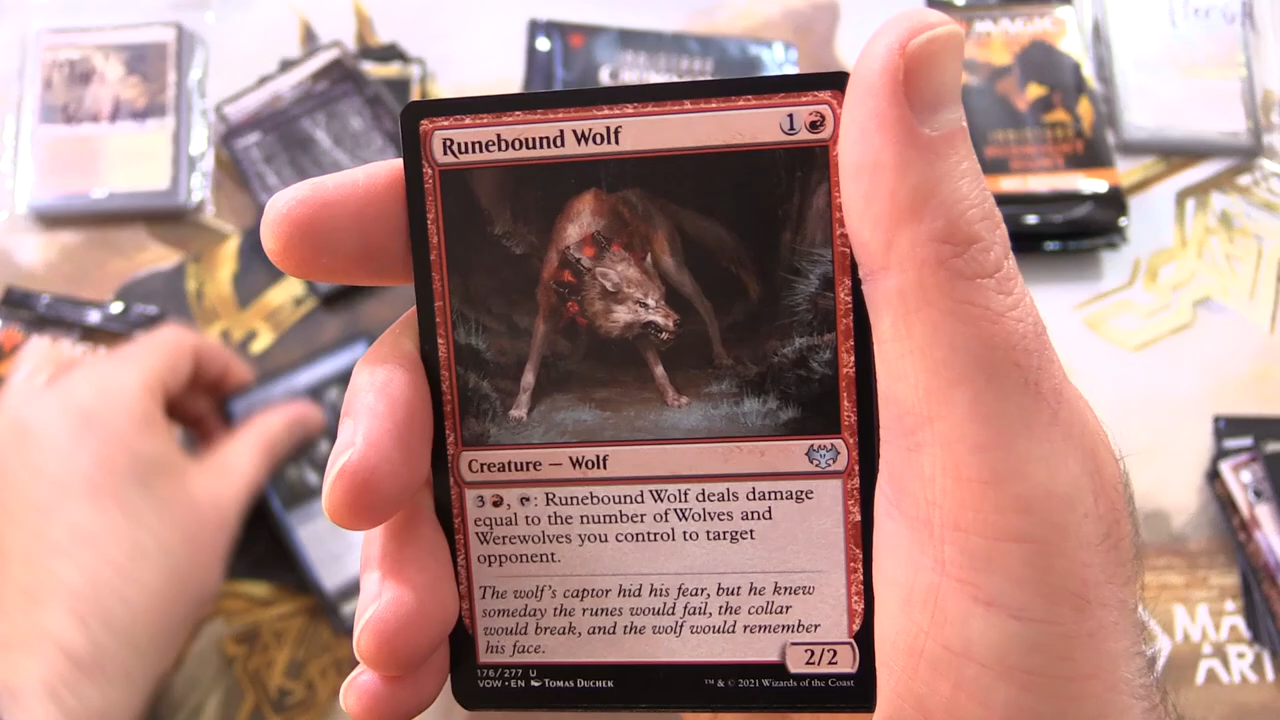 MAGIC
Runebound Wolf
1
Creature — Wolf
3 , : Runebound Wolf deals damage
equal to the number of Wolves and
Werewolves you control to target
opponent.
The wolf's captor hid his fear, but he knew
someday the runes would fail, the collar
would break, and the wolf would remember
his face.
2/2
176/277 U
VOW • EN Tomas Duchek
™ & © 2021 Wizards of the Coast